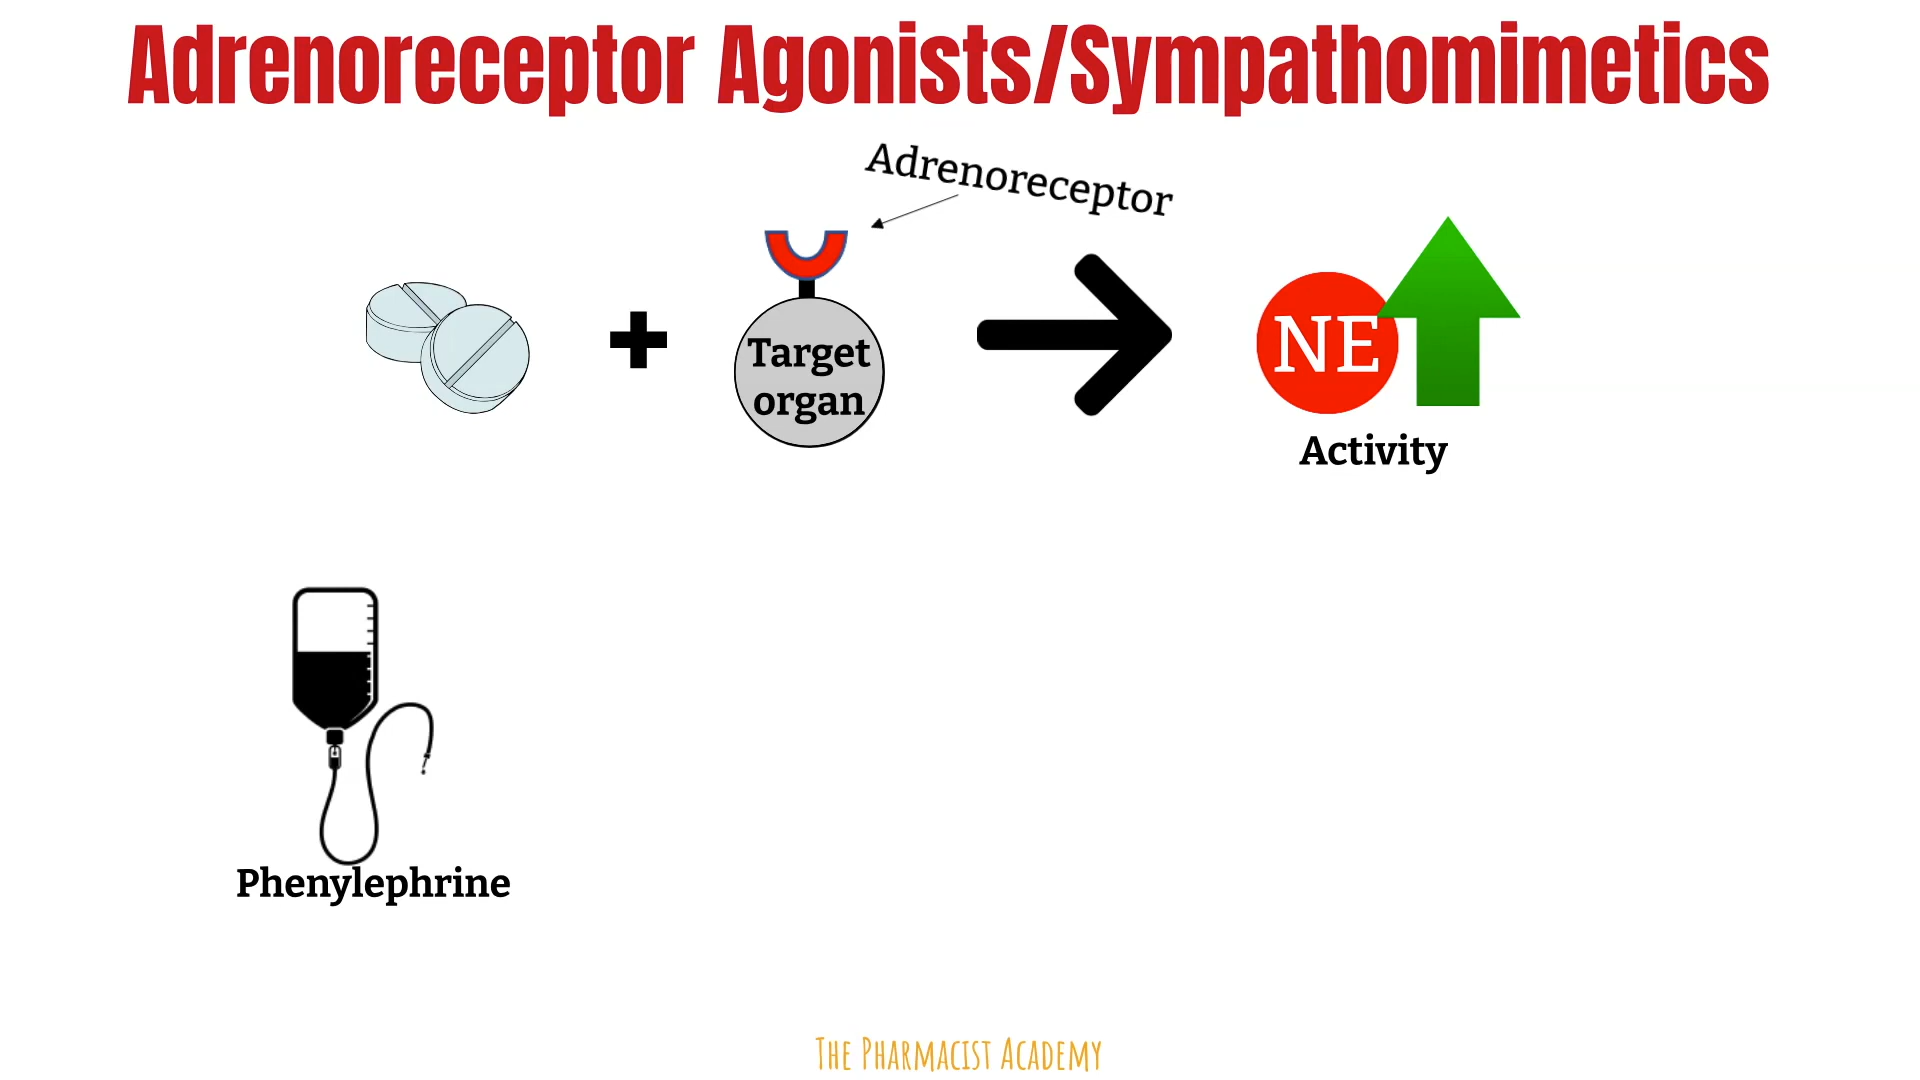 Adrenoreceptor Agonists/Sympathomimetics
Adrenoreceptor
Target
organ
NE
Activity
Phenylephrine
The Pharmacist Academy